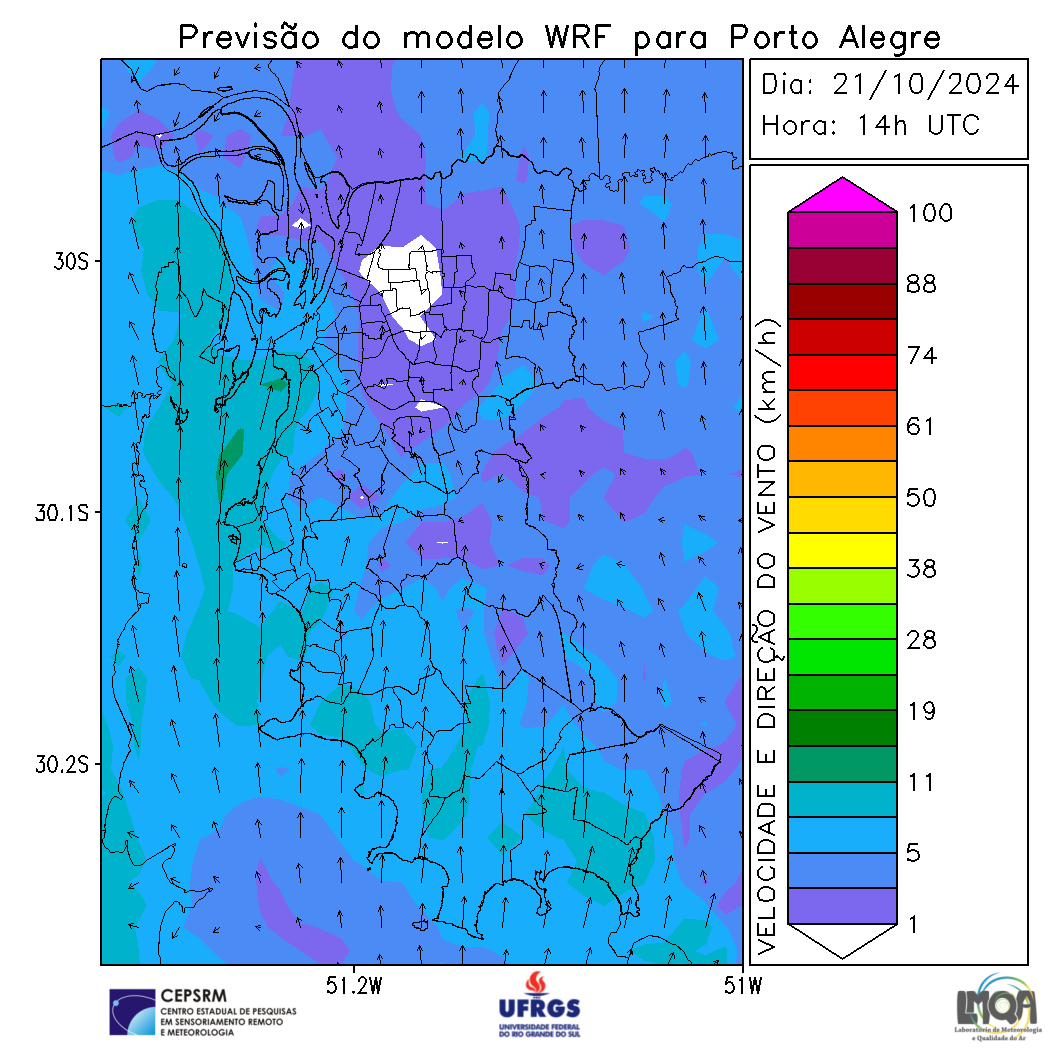 Previsão do modelo WRF para Porto Alegre
Dia: 21/10/2024
Hora: 14h UTC
30S
30.1S
30.2S
51.2W
51W
VELOCIDADE E DIREÇÃO DO VENTO (km/h)
100
88
74
61
50
38
28
19
11
5
1
CEPSRM
CENTRO ESTADUAL DE PESQUISAS
EM SENSORIAMENTO REMOTO
E METEOROLOGIA
UFRGS
UNIVERSIDADE FEDERAL
DO RIO GRANDE DO SUL
LMQA
Laboratório de Meteorologia
e Qualidade do Ar